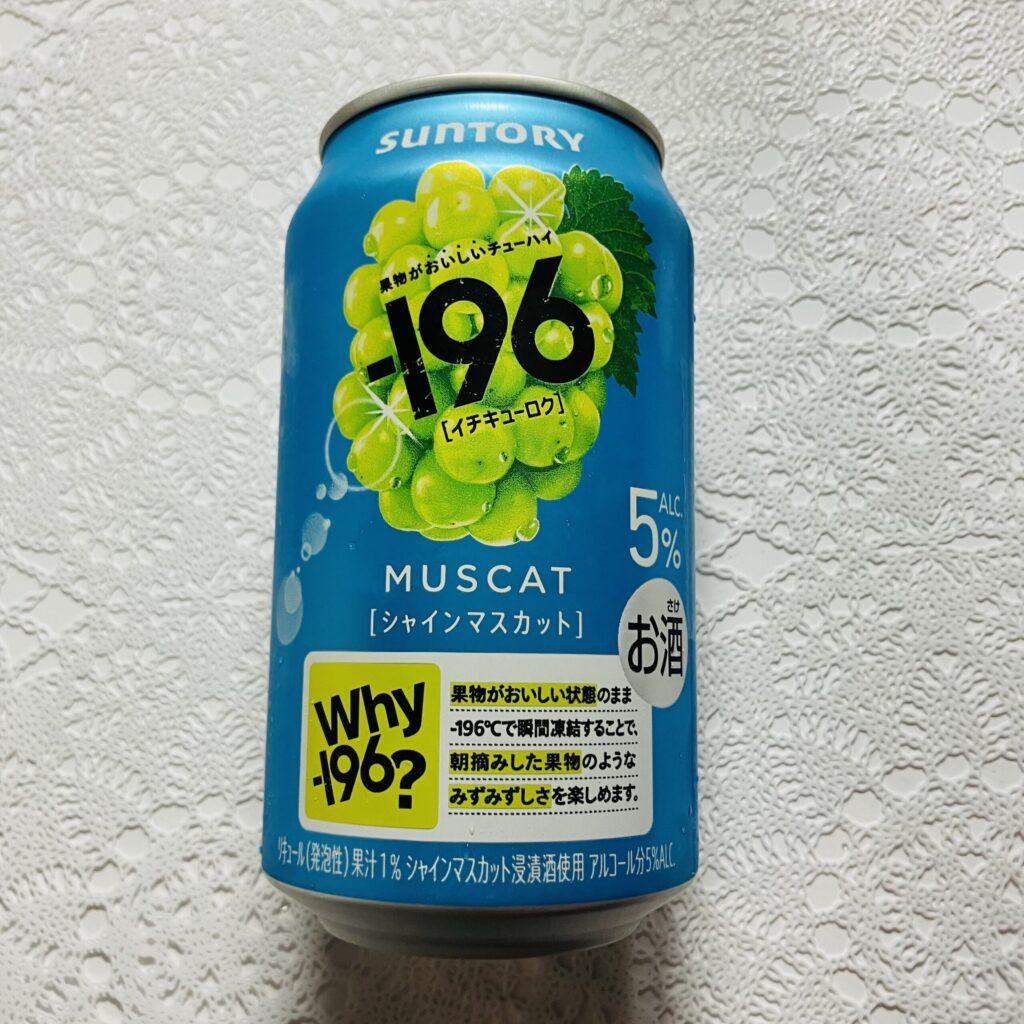 SUNTORY
果物がおいしいチューハイ
-196
[イチキューロク]
5%
ALC.
MUSCAT
[シャインマスカット]
さけ
お酒
Why
-196?
果物がおいしい状態のまま
-196℃で瞬間凍結することで、
朝摘みした果物のような
みずみずしさを楽しめます。
リキュール(発泡性) 果汁1% シャインマスカット浸漬酒使用 アルコール分5%ALC.